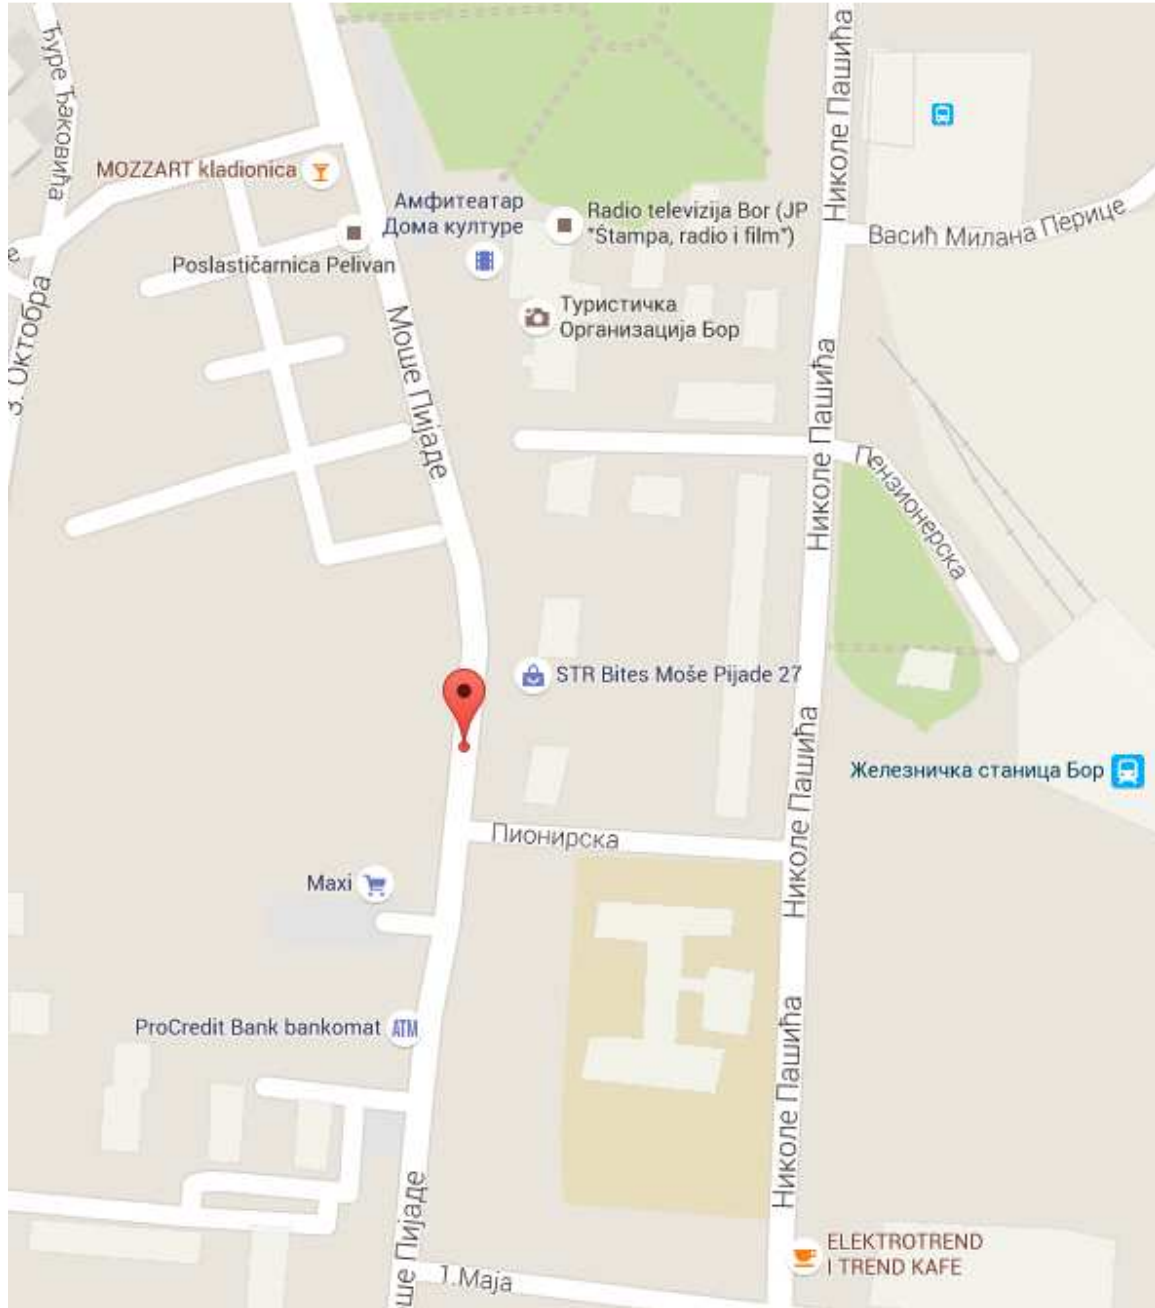 Ђуре Ђаковића
Николе Пашића
MOZZART kladionica
Амфитеатар
Дома културе
Radio televizija Bor (JP
"Štampa, radio i film")
Васић Милана Перице
Poslastičarnica Pelivan
Туристичка
Организација Бор
3. Октобра
Моше Пијаде
Николе Пашића
Пензионерска
STR Bites Moše Pijade 27
Железничка станица Бор
Николе Пашића
Пионирска
Maxi
ProCredit Bank bankomat
ATM
Николе Пашића
ше Пијаде
ELEKTROTREND
I TREND KAFE
1.Маја